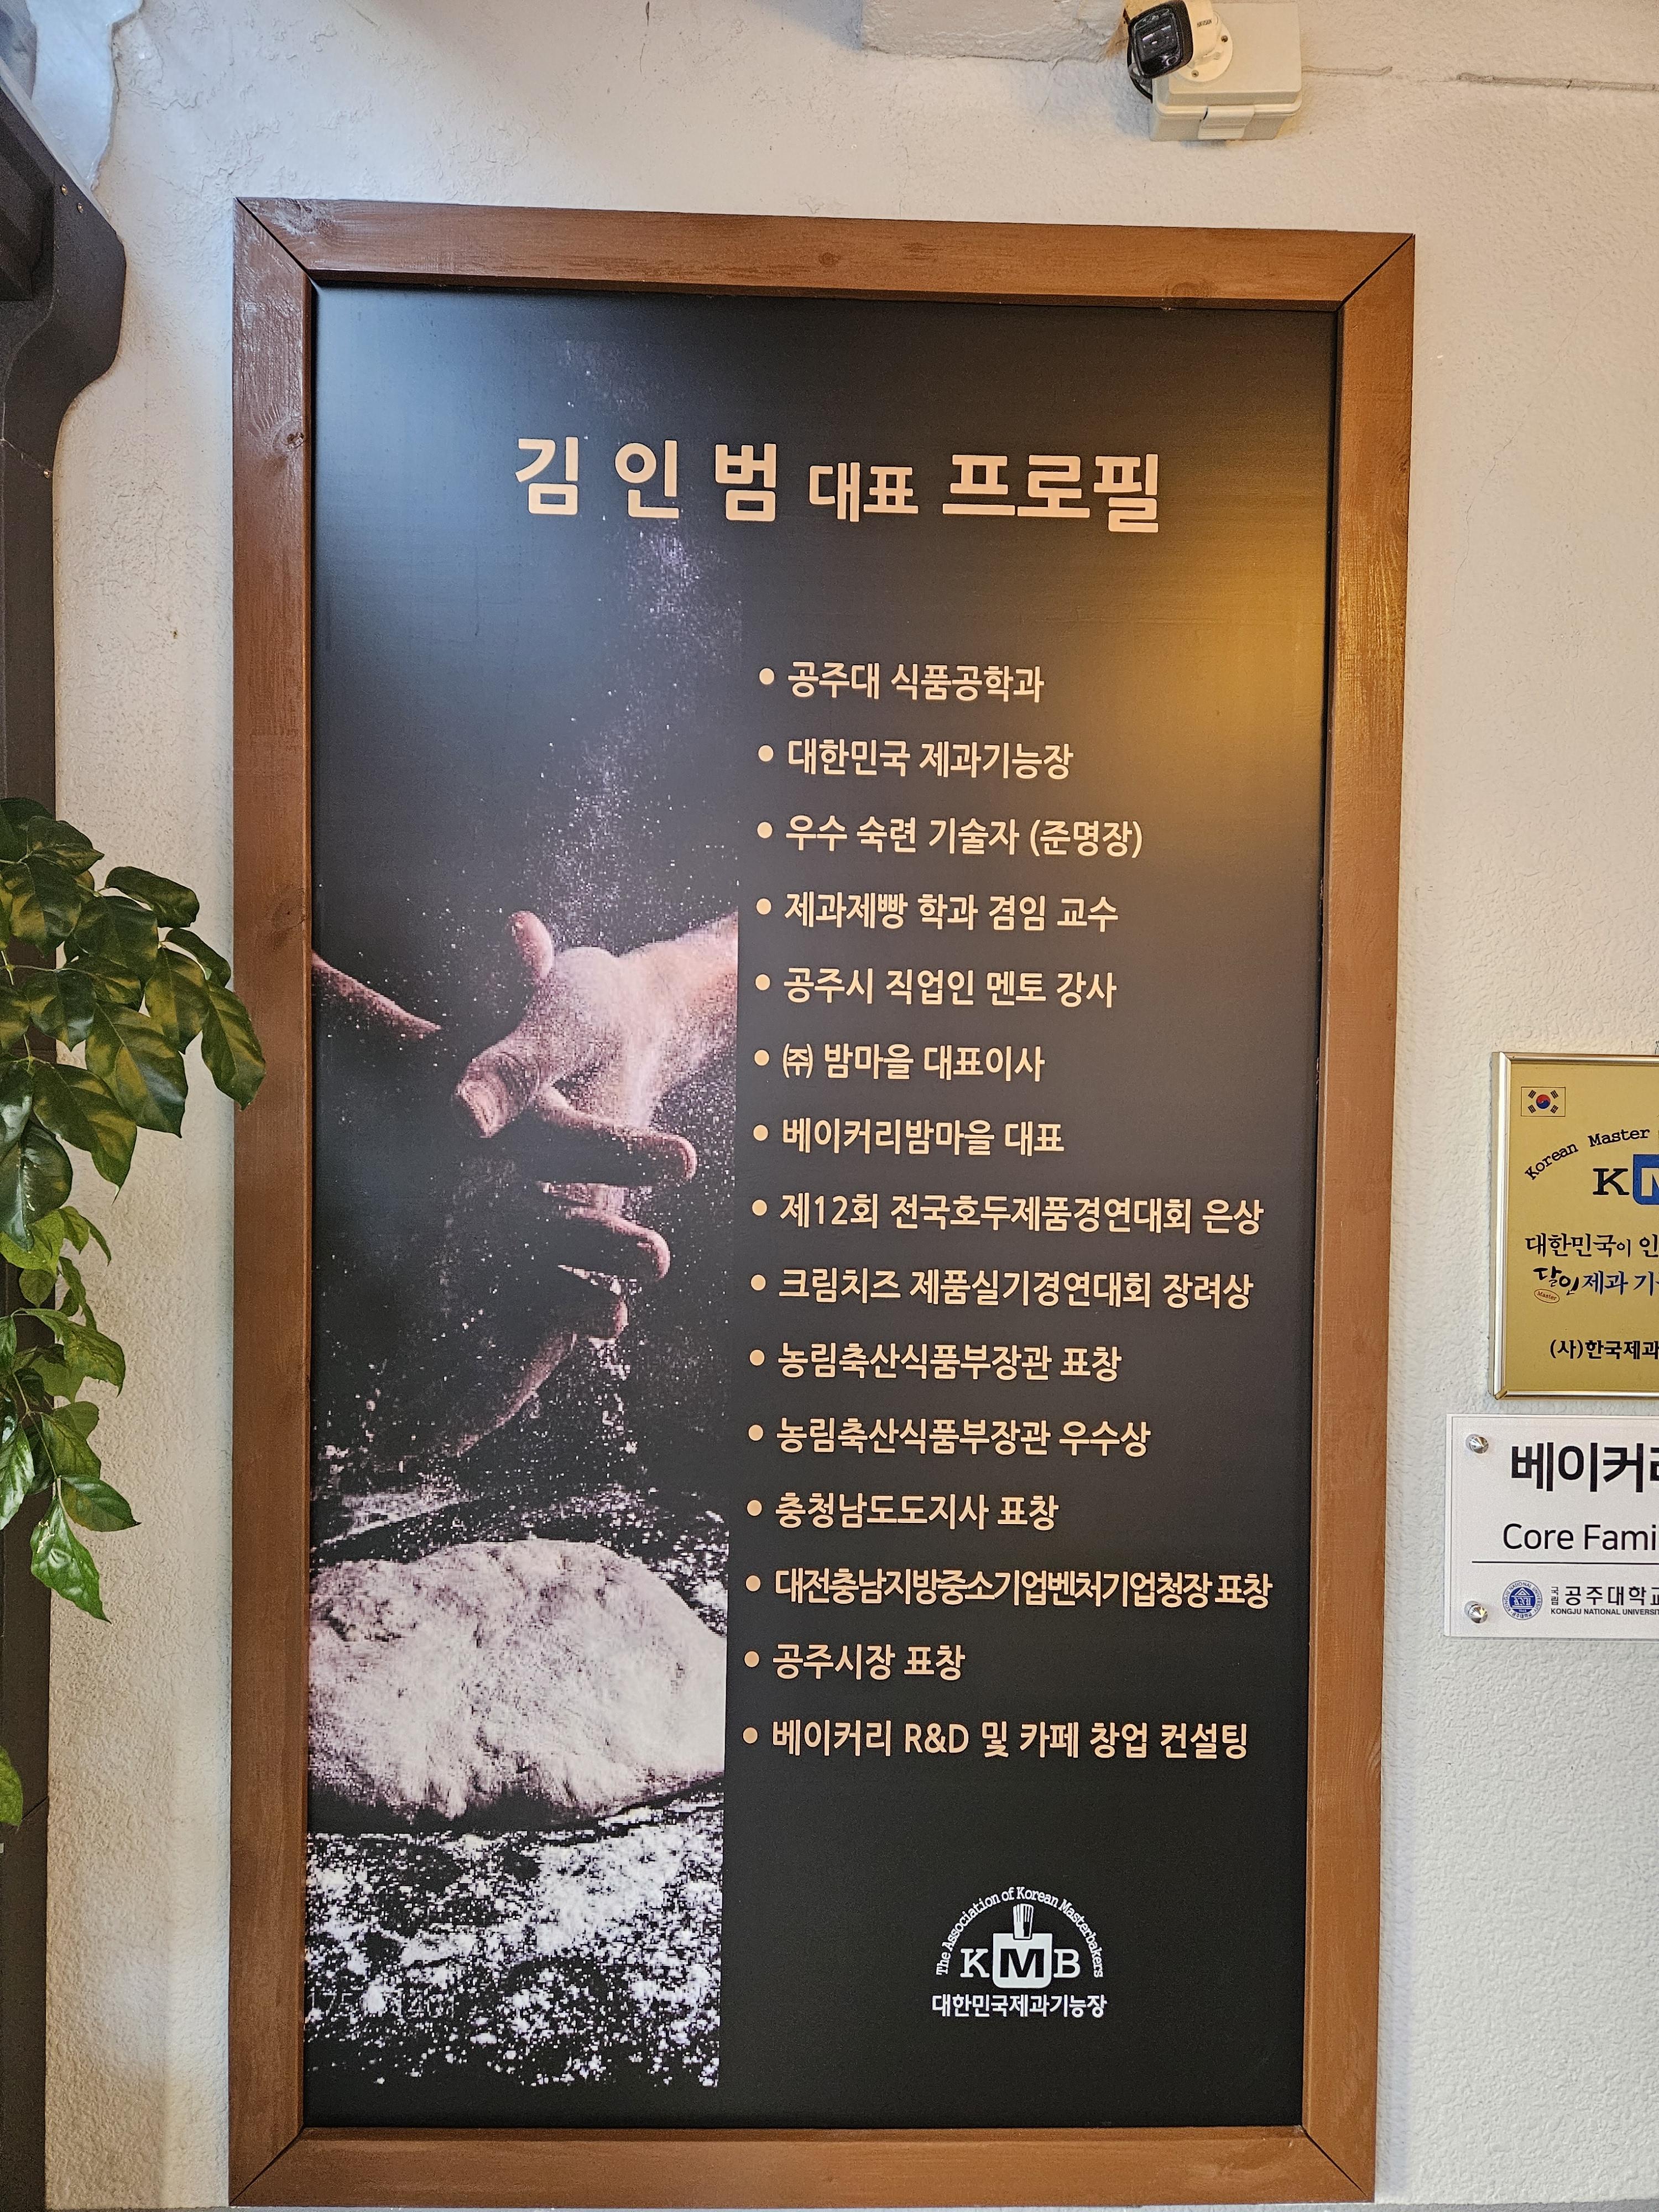 김 인 범 대표 프로필
• 공주대 식품공학과
• 대한민국 제과기능장
• 우수 숙련 기술자 (준명장)
• 제과제빵 학과 겸임 교수
• 공주시 직업인 멘토 강사
• ㈜ 밤마을 대표이사
• 베이커리밤마을 대표
• 제12회 전국호두제품경연대회 은상
• 크림치즈 제품실기경연대회 장려상
• 농림축산식품부장관 표창
• 농림축산식품부장관 우수상
• 충청남도도지사 표창
• 대전충남지방중소기업벤처기업청장 표창
• 공주시장 표창
• 베이커리 R&D 및 카페 창업 컨설팅
The Association of Korean Masterbakers
KMB
대한민국제과기능장
Korean Master
K
대한민국이 인
달인 제과 기
Master
(사)한국제과
베이커리
Core Fami
국립 공주대학교
KONGJU NATIONAL UNIVERSIT